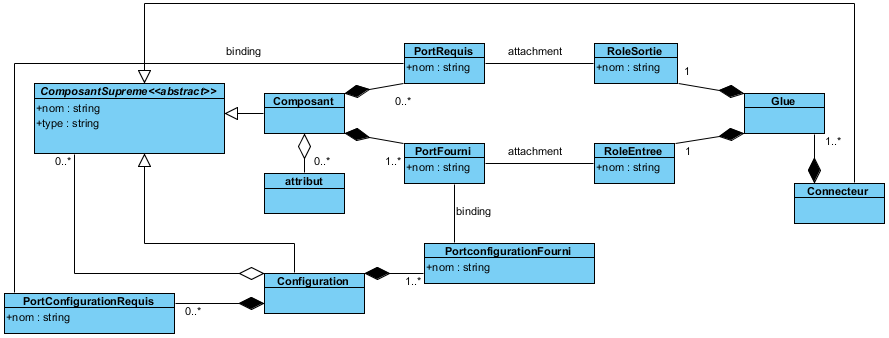 binding
PortRequis
+nom : string
attachment
RoleSortie
+nom : string
1
0..*
ComposantSupreme<<abstract>>
+nom : string
+type : string
0..*
Composant
Glue
1..*
attribut
0..*
PortFourni
+nom : string
1..*
attachment
RoleEntree
+nom : string
1
Connecteur
binding
PortconfigurationFourni
+nom : string
1..*
Configuration
PortConfigurationRequis
+nom : string
0..*